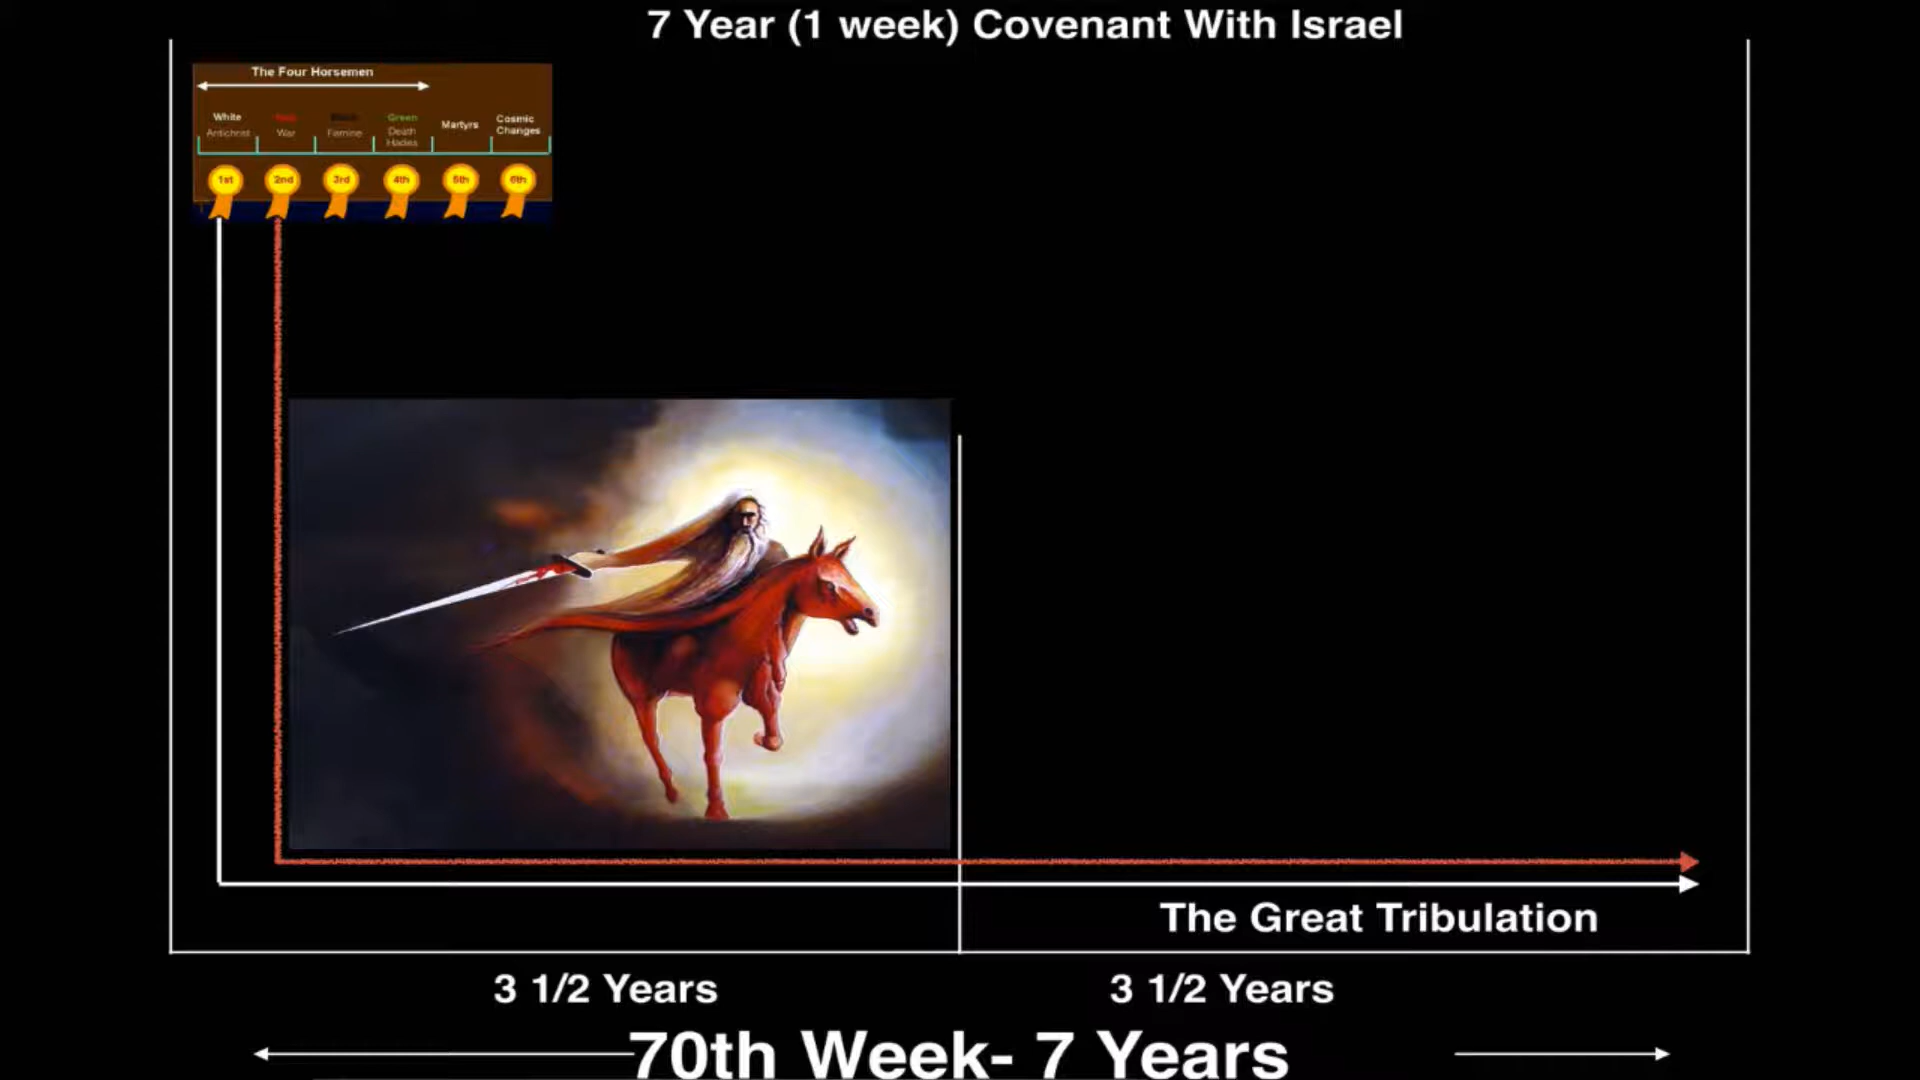 7 Year (1 week) Covenant With Israel
The Four Horsemen
White
Antichrist
Red
War
Black
Famine
Green
Death
Hades
Martyrs
Cosmic
Changes
1st
2nd
3rd
4th
5th
6th
The Great Tribulation
3 1/2 Years
3 1/2 Years
70th Week- 7 Years